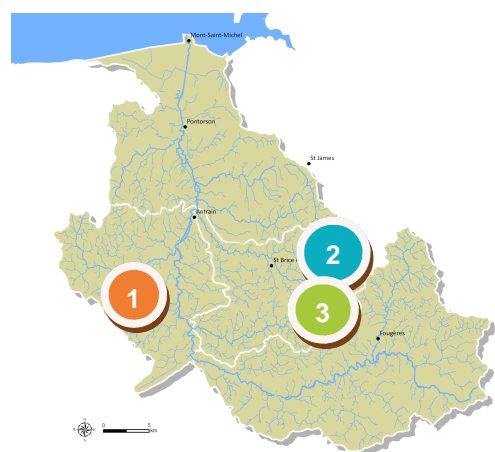 Mont-Saint-Michel
Pontorson
St James
Antrain
2
St Brice
1
3
Fougères
N
0 5
km